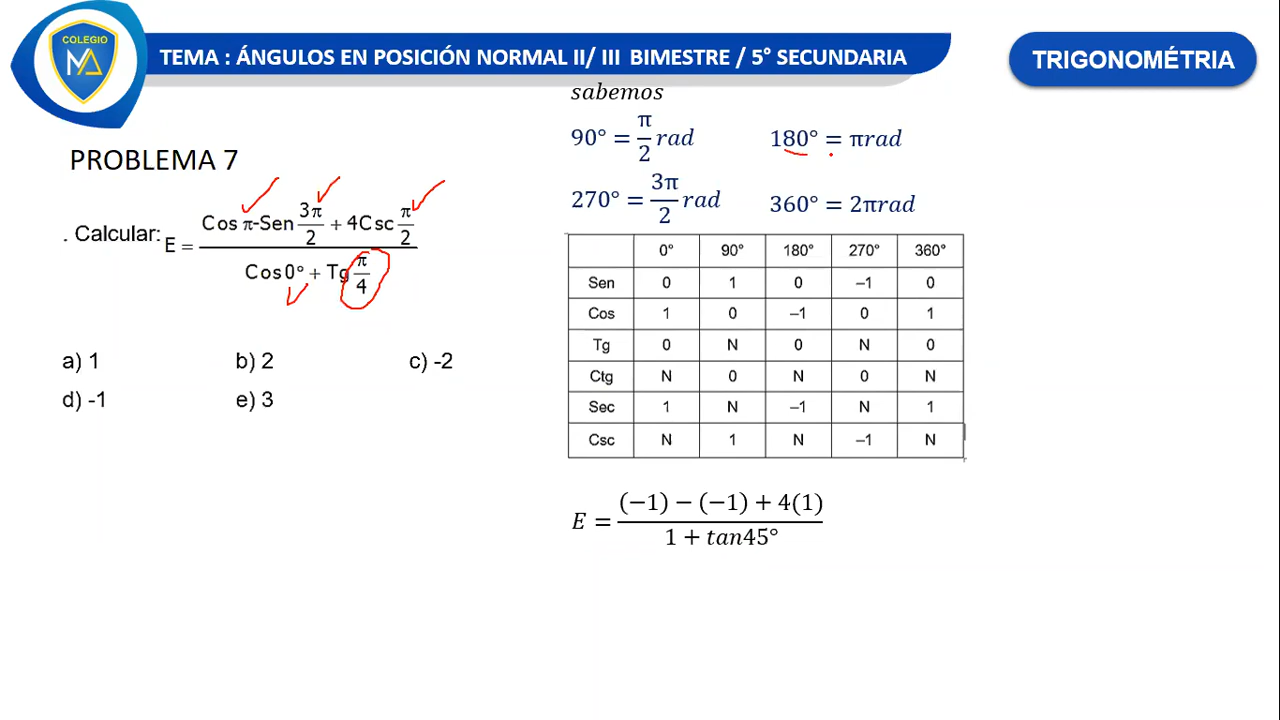 COLEGIO
MA
TEMA : ÁNGULOS EN POSICIÓN NORMAL II/ III BIMESTRE / 5° SECUNDARIA
TRIGONOMÉTRIA
sabemos
90° = π/2 rad 180° = πrad
270° = 3π/2 rad 360° = 2πrad
PROBLEMA 7
. Calcular: E = (Cos π-Sen 3π/2 + 4Csc π/2) / (Cos0° + Tg π/4)
a) 1 b) 2 c) -2
d) -1 e) 3
0° 90° 180° 270° 360°
Sen 0 1 0 –1 0
Cos 1 0 –1 0 1
Tg 0 N 0 N 0
Ctg N 0 N 0 N
Sec 1 N –1 N 1
Csc N 1 N –1 N
E = ((−1) − (−1) + 4(1)) / (1 + tan45°)